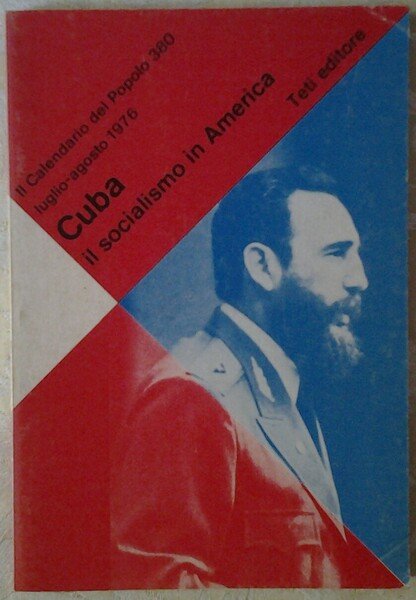 Il Calendario del Popolo 380
luglio-agosto 1976
Cuba
il socialismo in America
Teti editore